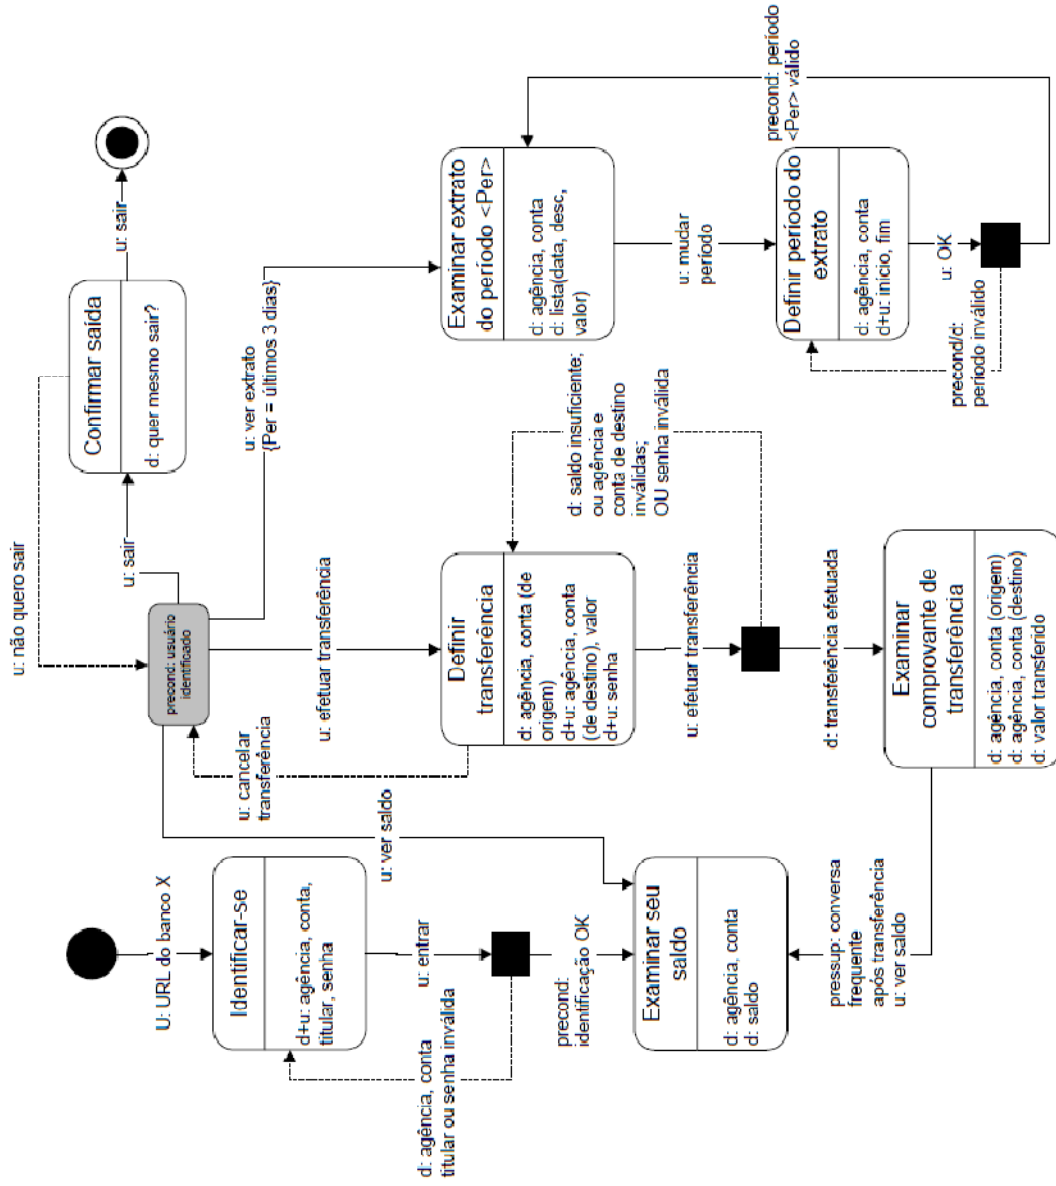 U: URL do banco X
Identificar-se
d+u: agência, conta,
titular, senha
u: entrar
d: agência, conta
titular ou senha inválida
precond:
identificação OK
Examinar seu
saldo
d: agência, conta
d: saldo
u: ver saldo
pressup: conversa
frequente
após transferência
u: ver saldo
precond: usuário
identificado
u: cancelar
transferência
u: efetuar transferência
Definir
transferência
d: agência, conta (de
origem)
d+u: agência, conta
(de destino), valor
d+u: senha
u: efetuar transferência
d: saldo insuficiente;
ou agência e
conta de destino
inválidas;
OU senha inválida
d: transferência efetuada
Examinar
comprovante de
transferência
d: agência, conta (origem)
d: agência, conta (destino)
d: valor transferido
u: não quero sair
u: sair
Confirmar saída
d: quer mesmo sair?
u: sair
u: ver extrato
{Per = últimos 3 dias}
Examinar extrato
do período <Per>
d: agência, conta
d: lista(data, desc,
valor)
u: mudar
período
Definir período do
extrato
d: agência, conta
d+u: início, fim
u: OK
precond/d:
período inválido
precond: período
<Per> válido